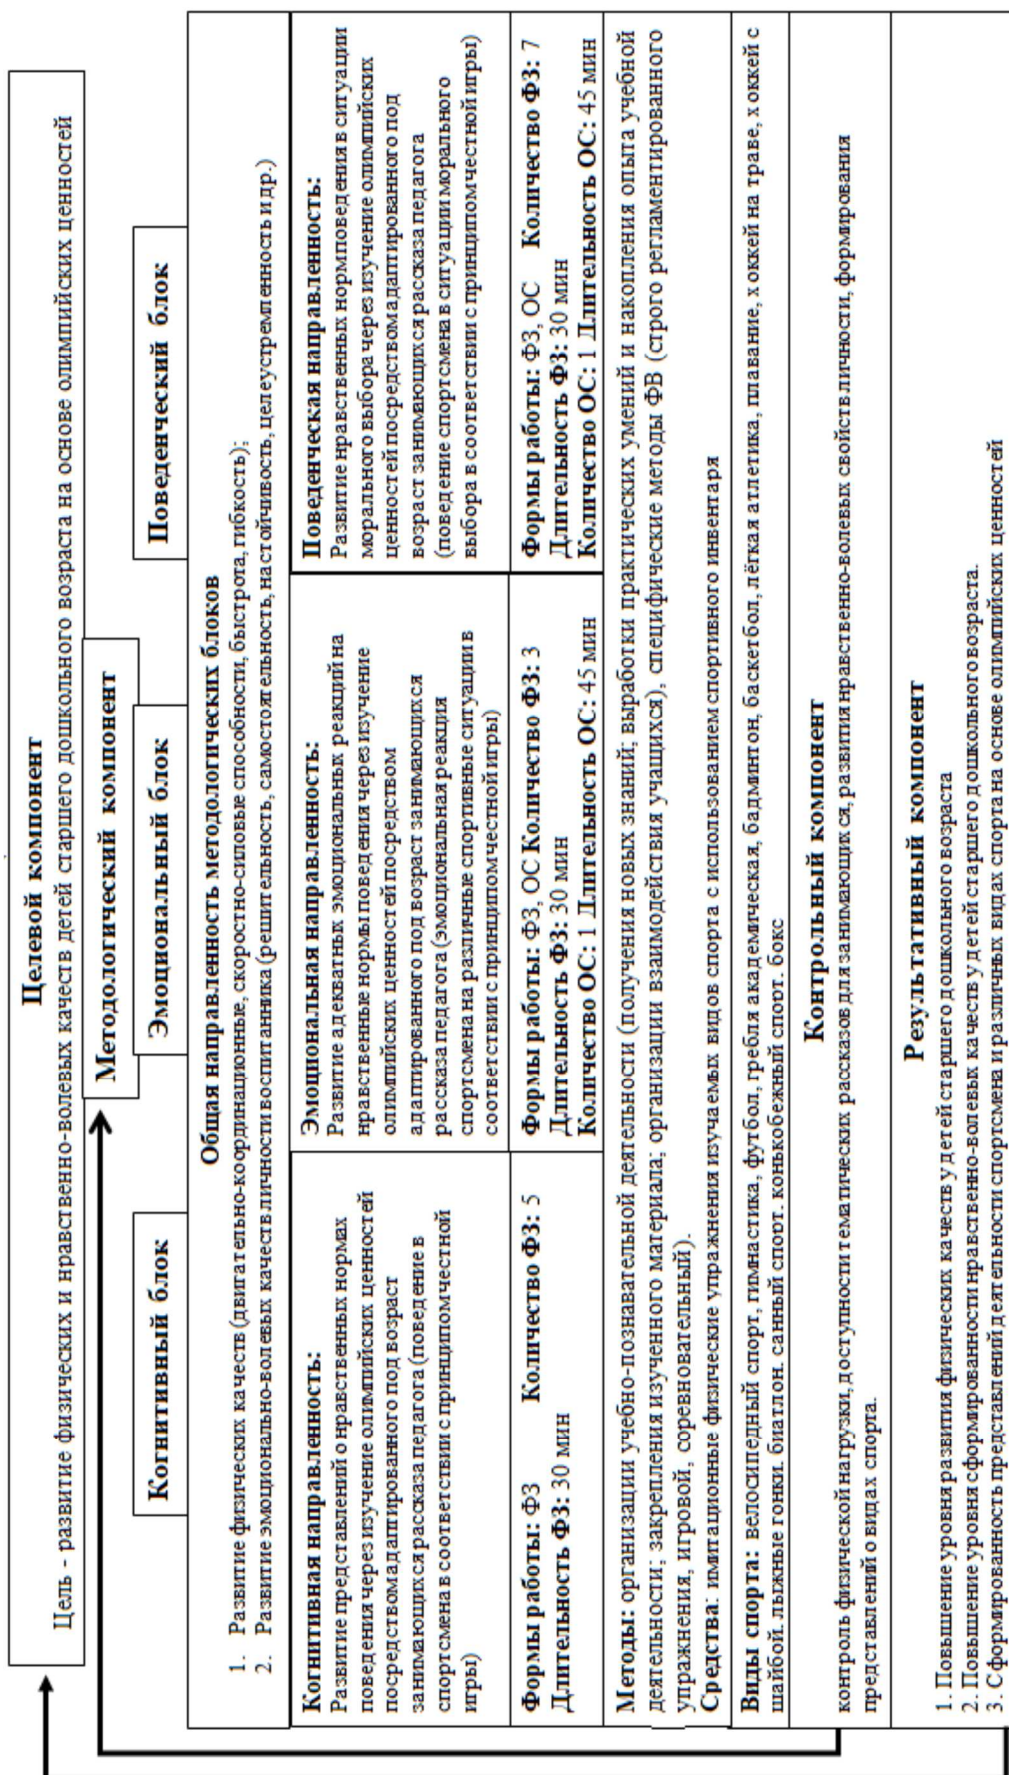 Целевой компонент
Цель - развитие физических и нравственно-волевых качеств детей старшего дошкольного возраста на основе олимпийских ценностей
Методологический компонент
Когнитивный блок
Эмоциональный блок
Поведенческий блок
Общая направленность методологических блоков
1. Развитие физических качеств (двигательно-координационные, скоростно-силовые способности, быстрота, гибкость);
2. Развитие эмоционально-волевых качеств личности воспитанника (решительность, самостоятельность, настойчивость, целеустремленность и др.)
Когнитивная направленность:
Развитие представлений о нравственных нормах
поведения через изучение олимпийских ценностей
посредством адаптированного под возраст
занимающихся рассказа педагога (поведение в
спортсмена в соответствии с принципом честной
игры)
Эмоциональная направленность:
Развитие адекватных эмоциональных реакций на
нравственные нормы поведения через изучение
олимпийских ценностей посредством
адаптированного под возраст занимающихся
рассказа педагога (эмоциональная реакция
спортсмена на различные спортивные ситуации в
соответствии с принципом честной игры)
Поведенческая направленность:
Развитие нравственных норм поведения в ситуации
морального выбора через изучение олимпийских
ценностей посредством адаптированного под
возраст занимающихся рассказа педагога
(поведение спортсмена в ситуации морального
выбора в соответствии с принципом честной игры)
Формы работы: ФЗ Количество ФЗ: 5
Длительность ФЗ: 30 мин
Формы работы: ФЗ, ОС Количество ФЗ: 3
Длительность ФЗ: 30 мин
Количество ОС: 1 Длительность ОС: 45 мин
Формы работы: ФЗ, ОС Количество ФЗ: 7
Длительность ФЗ: 30 мин
Количество ОС: 1 Длительность ОС: 45 мин
Методы: организации учебно-познавательной деятельности (получения новых знаний; выработки практических умений и накопления опыта учебной
деятельности; закрепления изученного материала; организации взаимодействия учащихся), специфические методы ФВ (строго регламентированного
упражнения, игровой, соревновательный).
Средства: имитационные физические упражнения изучаемых видов спорта с использованием спортивного инвентаря
Виды спорта: велосипедный спорт, гимнастика, футбол, гребля академическая, бадминтон, баскетбол, лёгкая атлетика, плавание, хоккей на траве, хоккей с
шайбой, лыжные гонки, биатлон, санный спорт, конькобежный спорт, бокс
Контрольный компонент
контроль физической нагрузки, доступности тематических рассказов для занимающихся, развития нравственно-волевых свойств личности, формирования
представлений о видах спорта.
Результативный компонент
1. Повышение уровня развития физических качеств у детей старшего дошкольного возраста
2. Повышение уровня сформированности нравственно-волевых качеств у детей старшего дошкольного возраста.
3. Сформированность представлений деятельности спортсмена и различных видах спорта на основе олимпийских ценностей